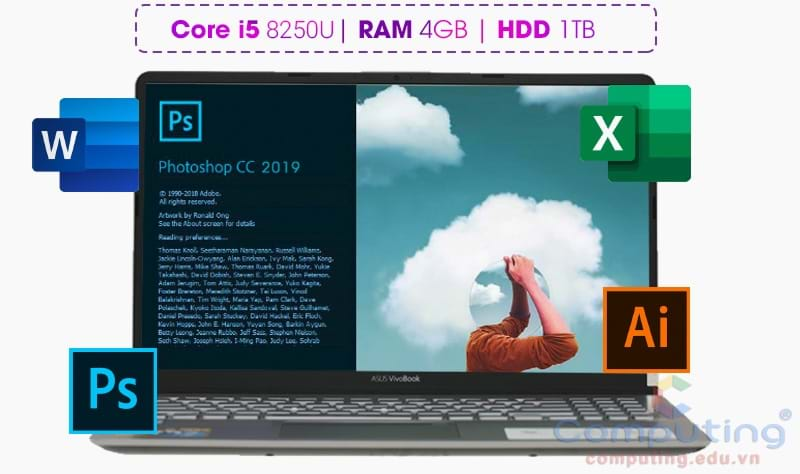 Core i5 8250U | RAM 4GB | HDD 1TB
W
X
Ps
Photoshop CC 2019
© 1990-2018 Adobe.
All rights reserved.
Artwork by Ronald Ong
See the About screen for details
Reading preferences...
Thomas Knoll, Seetharaman Narayanan, Russell Williams,
Jackie Lincoln-Owyang, Alan Erickson, Ivy Mak, Sarah Kong,
Jerry Harris, Mike Shaw, Thomas Ruark, David Mohr, Yukie
Takahashi, David Dobish, Steven E. Snyder, John Peterson,
Adam Jerugim, Tom Attix, Judy Severance, Yuko Kagita,
Foster Brereton, Meredith Stotzner, Tai Luxon, Vinod
Balakrishnan, Tim Wright, Maria Yap, Pam Clark, Dave
Polaschek, Kyoko Itoda, Kellisa Sandoval, Steve Guilhamet,
Daniel Presedo, Sarah Stuckey, David Hackel, Eric Floch,
Kevin Hopps, John E. Hanson, Yuyan Song, Barkin Aygun,
Betty Leong, Jeanne Rubbo, Jeff Sass, Stephen Nielson,
Seth Shaw, Joseph Hsieh, I-Ming Pao, Judy Lee, Sohrab
Ai
ASUS VivoBook
Ps
Computing®
computing.edu.vn